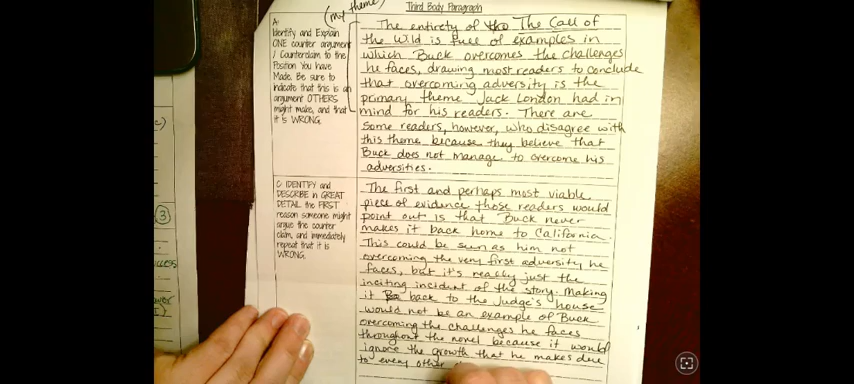 (my theme)
Third Body Paragraph
A:
Identify and Explain
ONE counter argument
/ Counterclaim to the
Position You have
Made. Be sure to
indicate that this is an
argument OTHERS
might make, and that
it is WRONG.
The entirety of The Call of
the Wild is full of examples in
which Buck overcomes the challenges
he faces, drawing most readers to conclude
that overcoming adversity is the
primary theme Jack London had in
mind for his readers. There are
some readers, however, who disagree with
this theme, because they believe that
Buck does not manage to overcome his
adversities.
C: IDENTIFY and
DESCRIBE in GREAT
DETAIL the FIRST
reason someone might
argue the counter
claim, and immediately
repeat that it is
WRONG.
The first and perhaps most viable
piece of evidence those readers would
point out is that Buck never
makes it back home to California.
This could be seen as him not
overcoming the very first adversity he
faces, but it's really just the
inciting incident of the story. Making
it back to the Judge's house
would not be an example of Buck
overcoming the challenges he faces
throughout the novel because it would
ignore the growth that he makes due
to every other
3